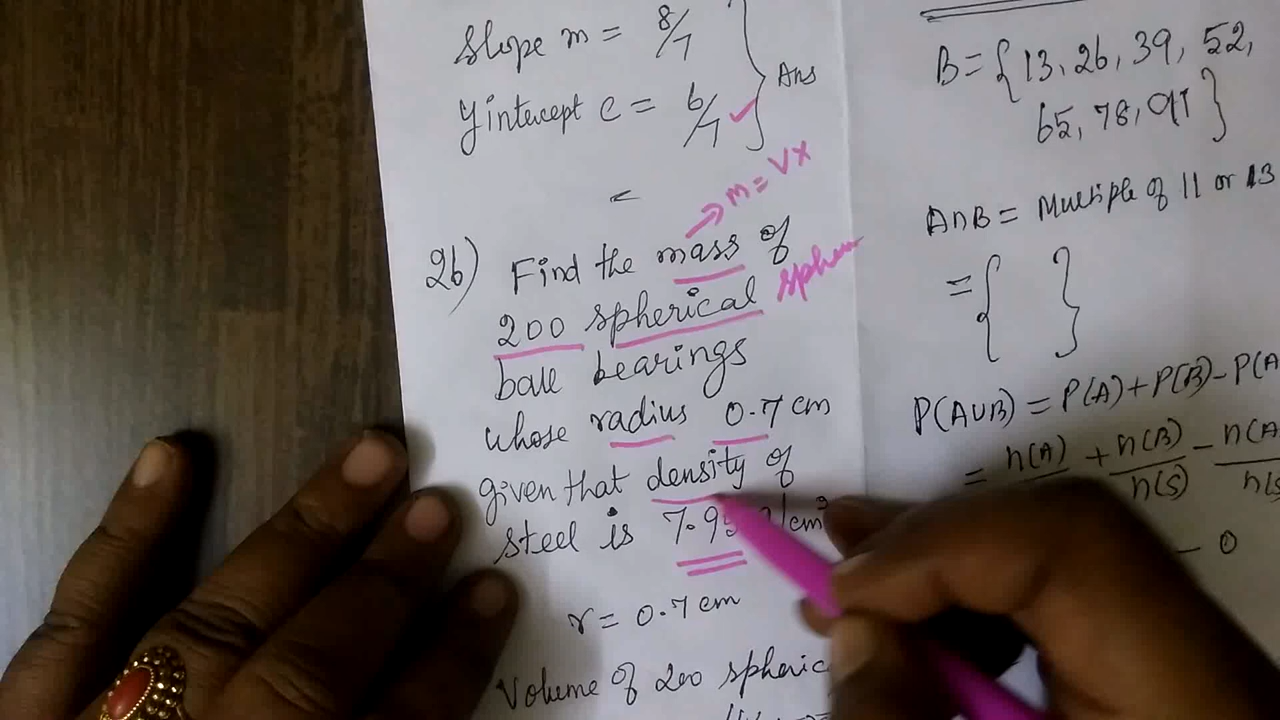 Slope m = 8/7
y intercept c = 6/7
Ans
<
m = V x
26) Find the mass of
200 spherical
sphere
ball bearings
whose radius 0.7 cm
given that density of
steel is 7.95
cm³
r = 0.7 cm
Volume of 200 spheric
B = { 13, 26, 39, 52,
65, 78, 91 }
A∩B = Multiple of 11 or 13
= { }
P(A∪B) = P(A) + P(B) - P(A
= n(A) + n(B)/n(S) - n(A
n(S
- 0